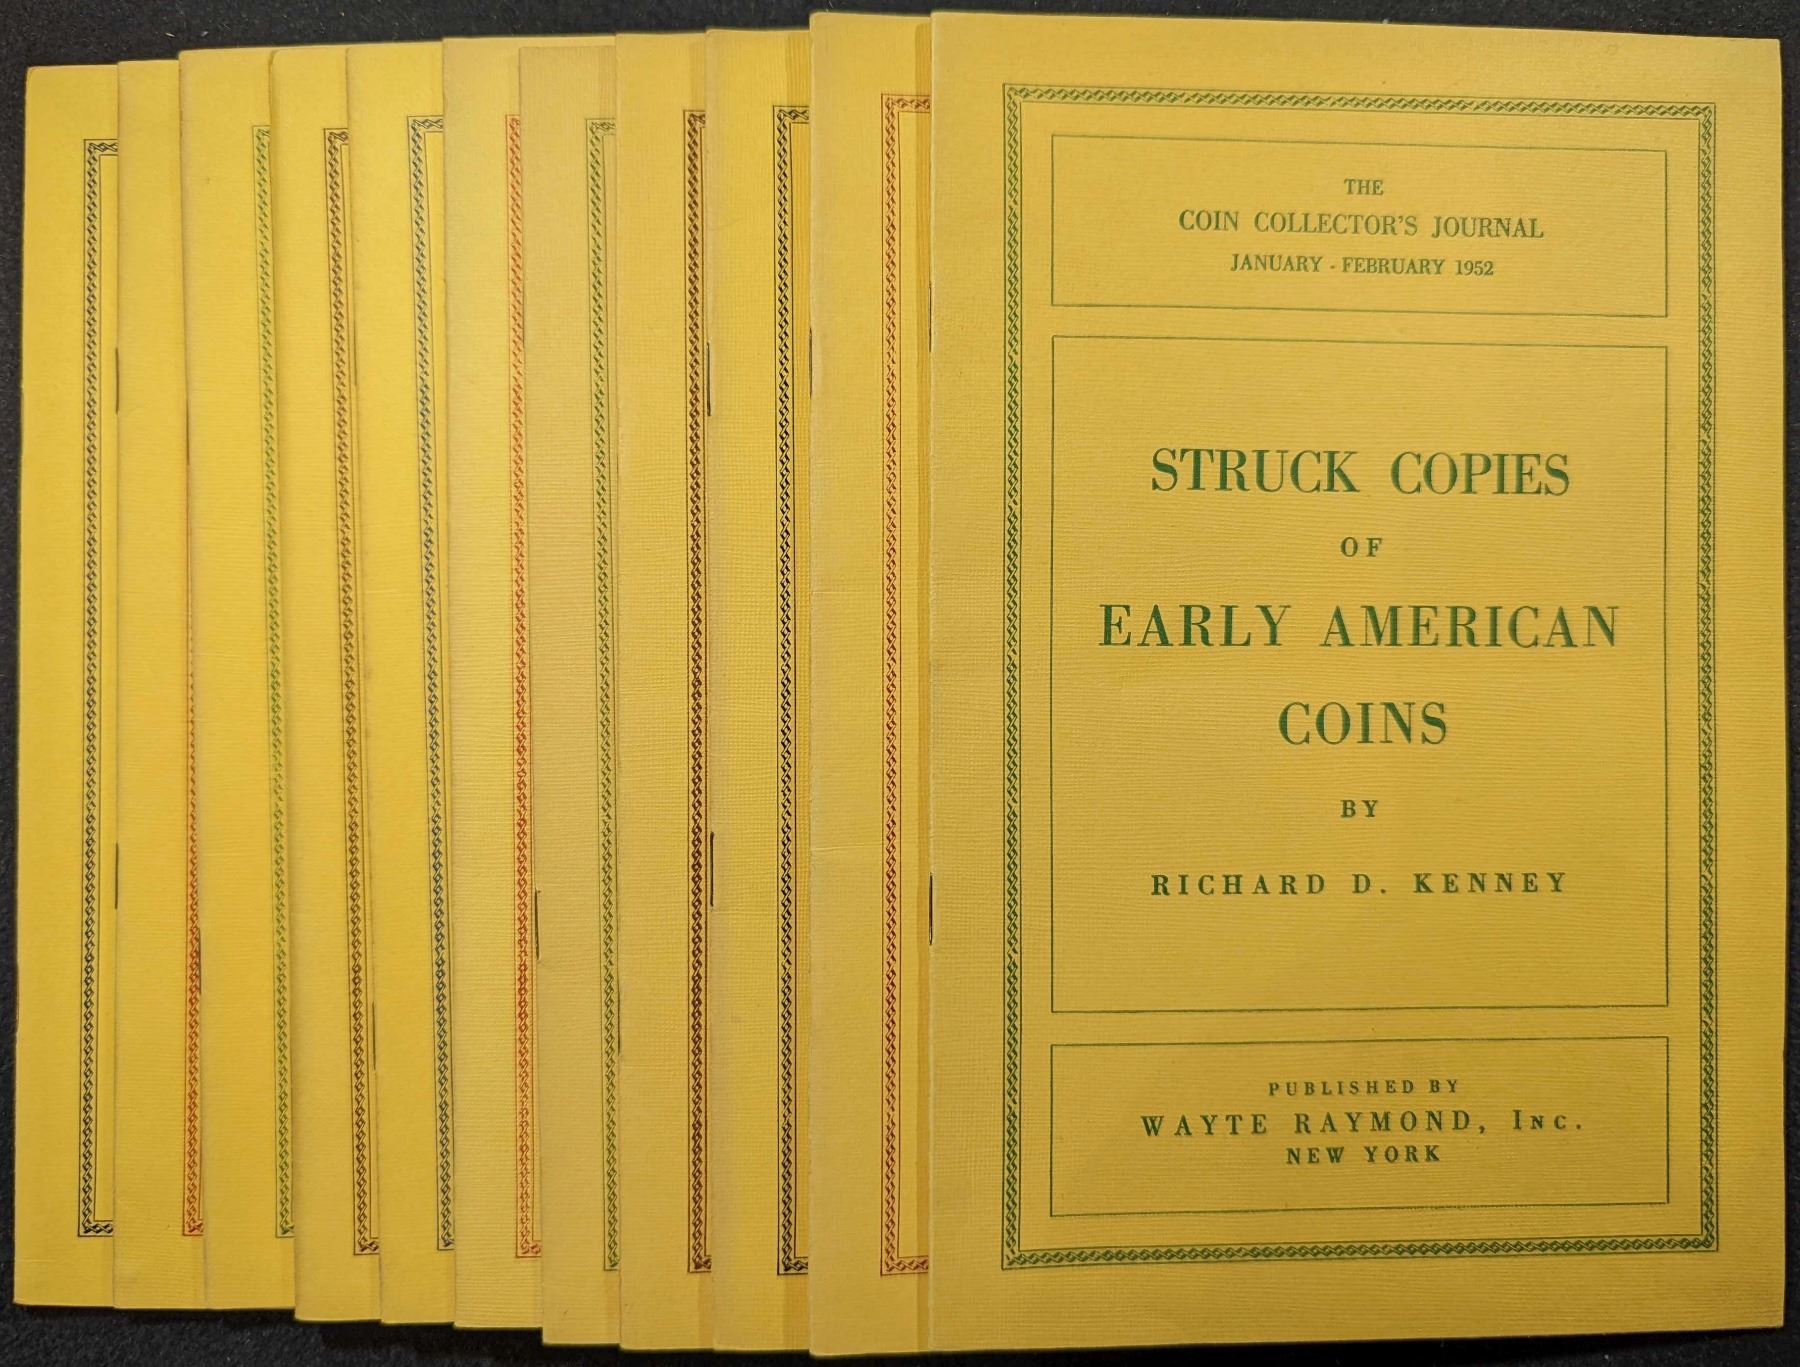 THE
COIN COLLECTOR'S JOURNAL
JANUARY - FEBRUARY 1952
STRUCK COPIES
OF
EARLY AMERICAN
COINS
BY
RICHARD D. KENNEY
PUBLISHED BY
WAYTE RAYMOND, Inc.
NEW YORK